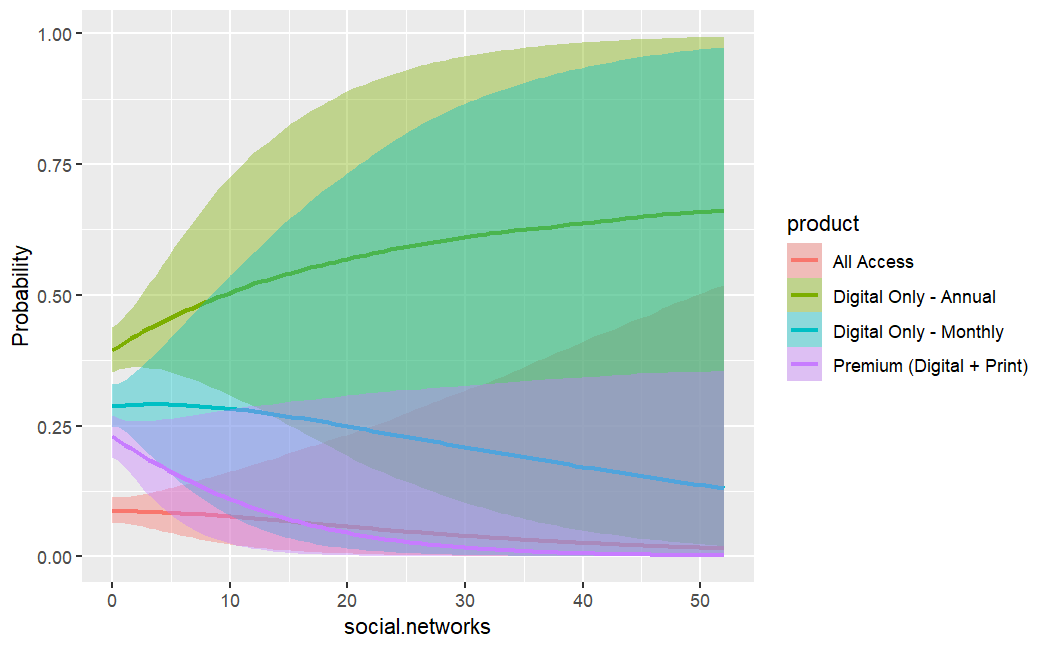 1.00
0.75
0.50
0.25
0.00
Probability
0 10 20 30 40 50
social.networks
product
All Access
Digital Only - Annual
Digital Only - Monthly
Premium (Digital + Print)